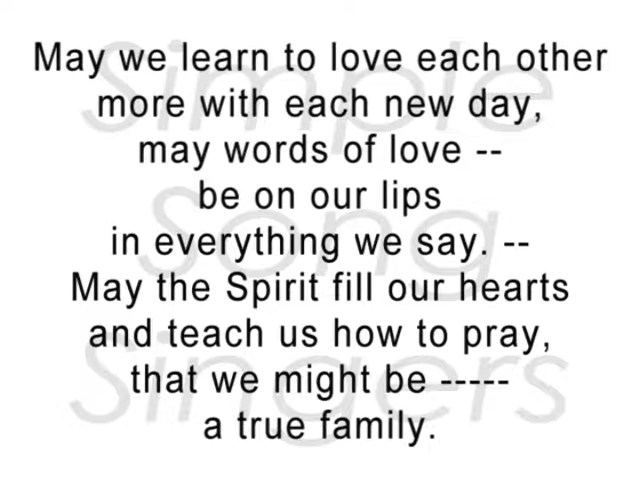 May we learn to love each other
more with each new day,
may words of love --
be on our lips
in everything we say. --
May the Spirit fill our hearts
and teach us how to pray,
that we might be -----
a true family.
Simple
Song
Singers